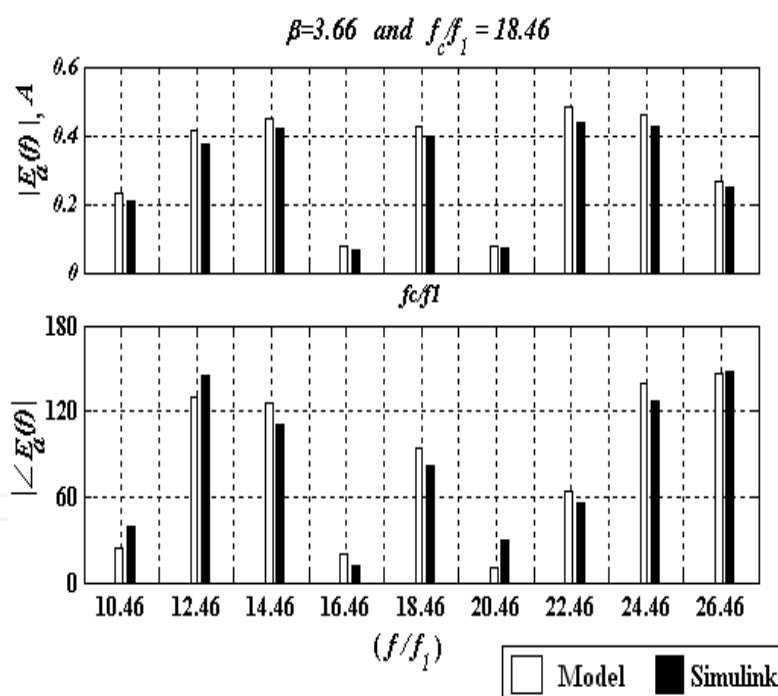 β=3.66 and f_c/f_1 = 18.46
|E_a(f)|, A
0.6
0.4
0.2
0
fc/f1
|∠E_a(f)|
180
120
60
0
10.46 12.46 14.46 16.46 18.46 20.46 22.46 24.46 26.46
(f/f_1)
Model Simulink